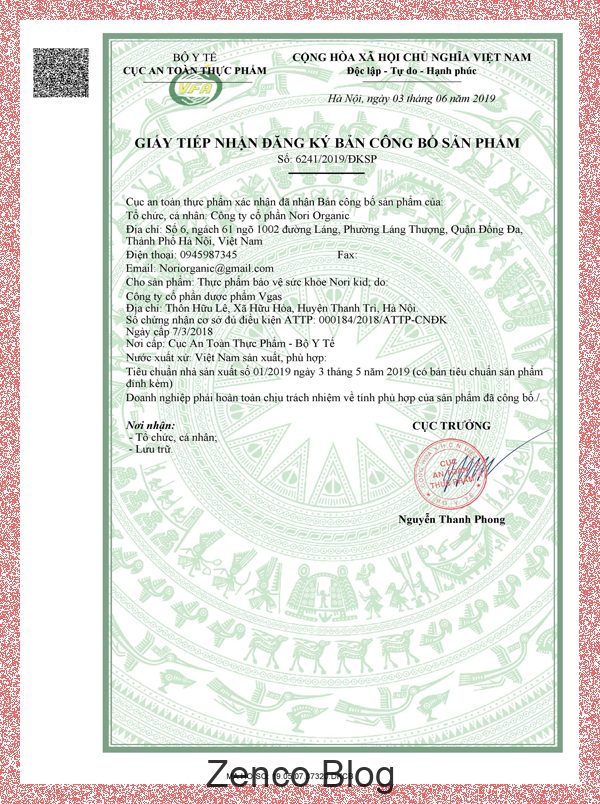 BỘ Y TẾ
CỤC AN TOÀN THỰC PHẨM
VFA
CỘNG HÒA XÃ HỘI CHỦ NGHĨA VIỆT NAM
Độc lập - Tự do - Hạnh phúc
Hà Nội, ngày 03 tháng 06 năm 2019
GIẤY TIẾP NHẬN ĐĂNG KÝ BẢN CÔNG BỐ SẢN PHẨM
Số: 6241/2019/ĐKSP
Cục an toàn thực phẩm xác nhận đã nhận Bản công bố sản phẩm của:
Tổ chức, cá nhân: Công ty cổ phần Nori Organic
Địa chỉ: Số 6, ngách 61 ngõ 1002 đường Láng, Phường Láng Thượng, Quận Đống Đa,
Thành Phố Hà Nội, Việt Nam
Điện thoại: 0945987345 Fax:
Email: Noriorganic@gmail.com
Cho sản phẩm: Thực phẩm bảo vệ sức khỏe Nori kid; do:
Công ty cổ phần dược phẩm Vgas
Địa chỉ: Thôn Hữu Lê, Xã Hữu Hòa, Huyện Thanh Trì, Hà Nội.
Số chứng nhận cơ sở đủ điều kiện ATTP: 000184/2018/ATTP-CNĐK
Ngày cấp 7/3/2018
Nơi cấp: Cục An Toàn Thực Phẩm - Bộ Y Tế
Nước xuất xứ: Việt Nam sản xuất, phù hợp:
Tiêu chuẩn nhà sản xuất số 01/2019 ngày 3 tháng 5 năm 2019 (có bản tiêu chuẩn sản phẩm
đính kèm)
Doanh nghiệp phải hoàn toàn chịu trách nhiệm về tính phù hợp của sản phẩm đã công bố./.
Nơi nhận:
- Tổ chức, cá nhân;
- Lưu trữ.
CỤC TRƯỞNG
CỤC
AN TOÀN
THỰC PHẨM
Nguyễn Thanh Phong
Zenco Blog